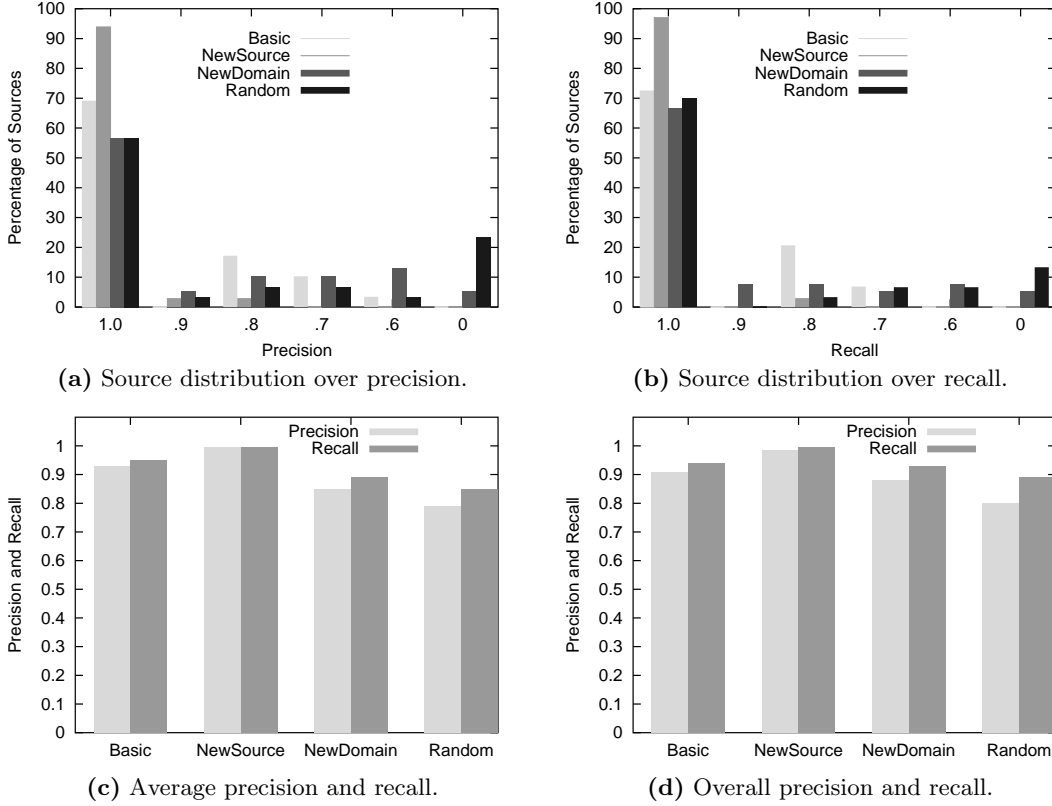 100
90
80
70
60
50
40
30
20
10
0
Percentage of Sources
Basic
NewSource
NewDomain
Random
1.0 .9 .8 .7 .6 0
Precision
(a) Source distribution over precision.
100
90
80
70
60
50
40
30
20
10
0
Percentage of Sources
Basic
NewSource
NewDomain
Random
1.0 .9 .8 .7 .6 0
Recall
(b) Source distribution over recall.
1
0.9
0.8
0.7
0.6
0.5
0.4
0.3
0.2
0.1
0
Precision and Recall
Precision
Recall
Basic NewSource NewDomain Random
(c) Average precision and recall.
1
0.9
0.8
0.7
0.6
0.5
0.4
0.3
0.2
0.1
0
Precision and Recall
Precision
Recall
Basic NewSource NewDomain Random
(d) Overall precision and recall.